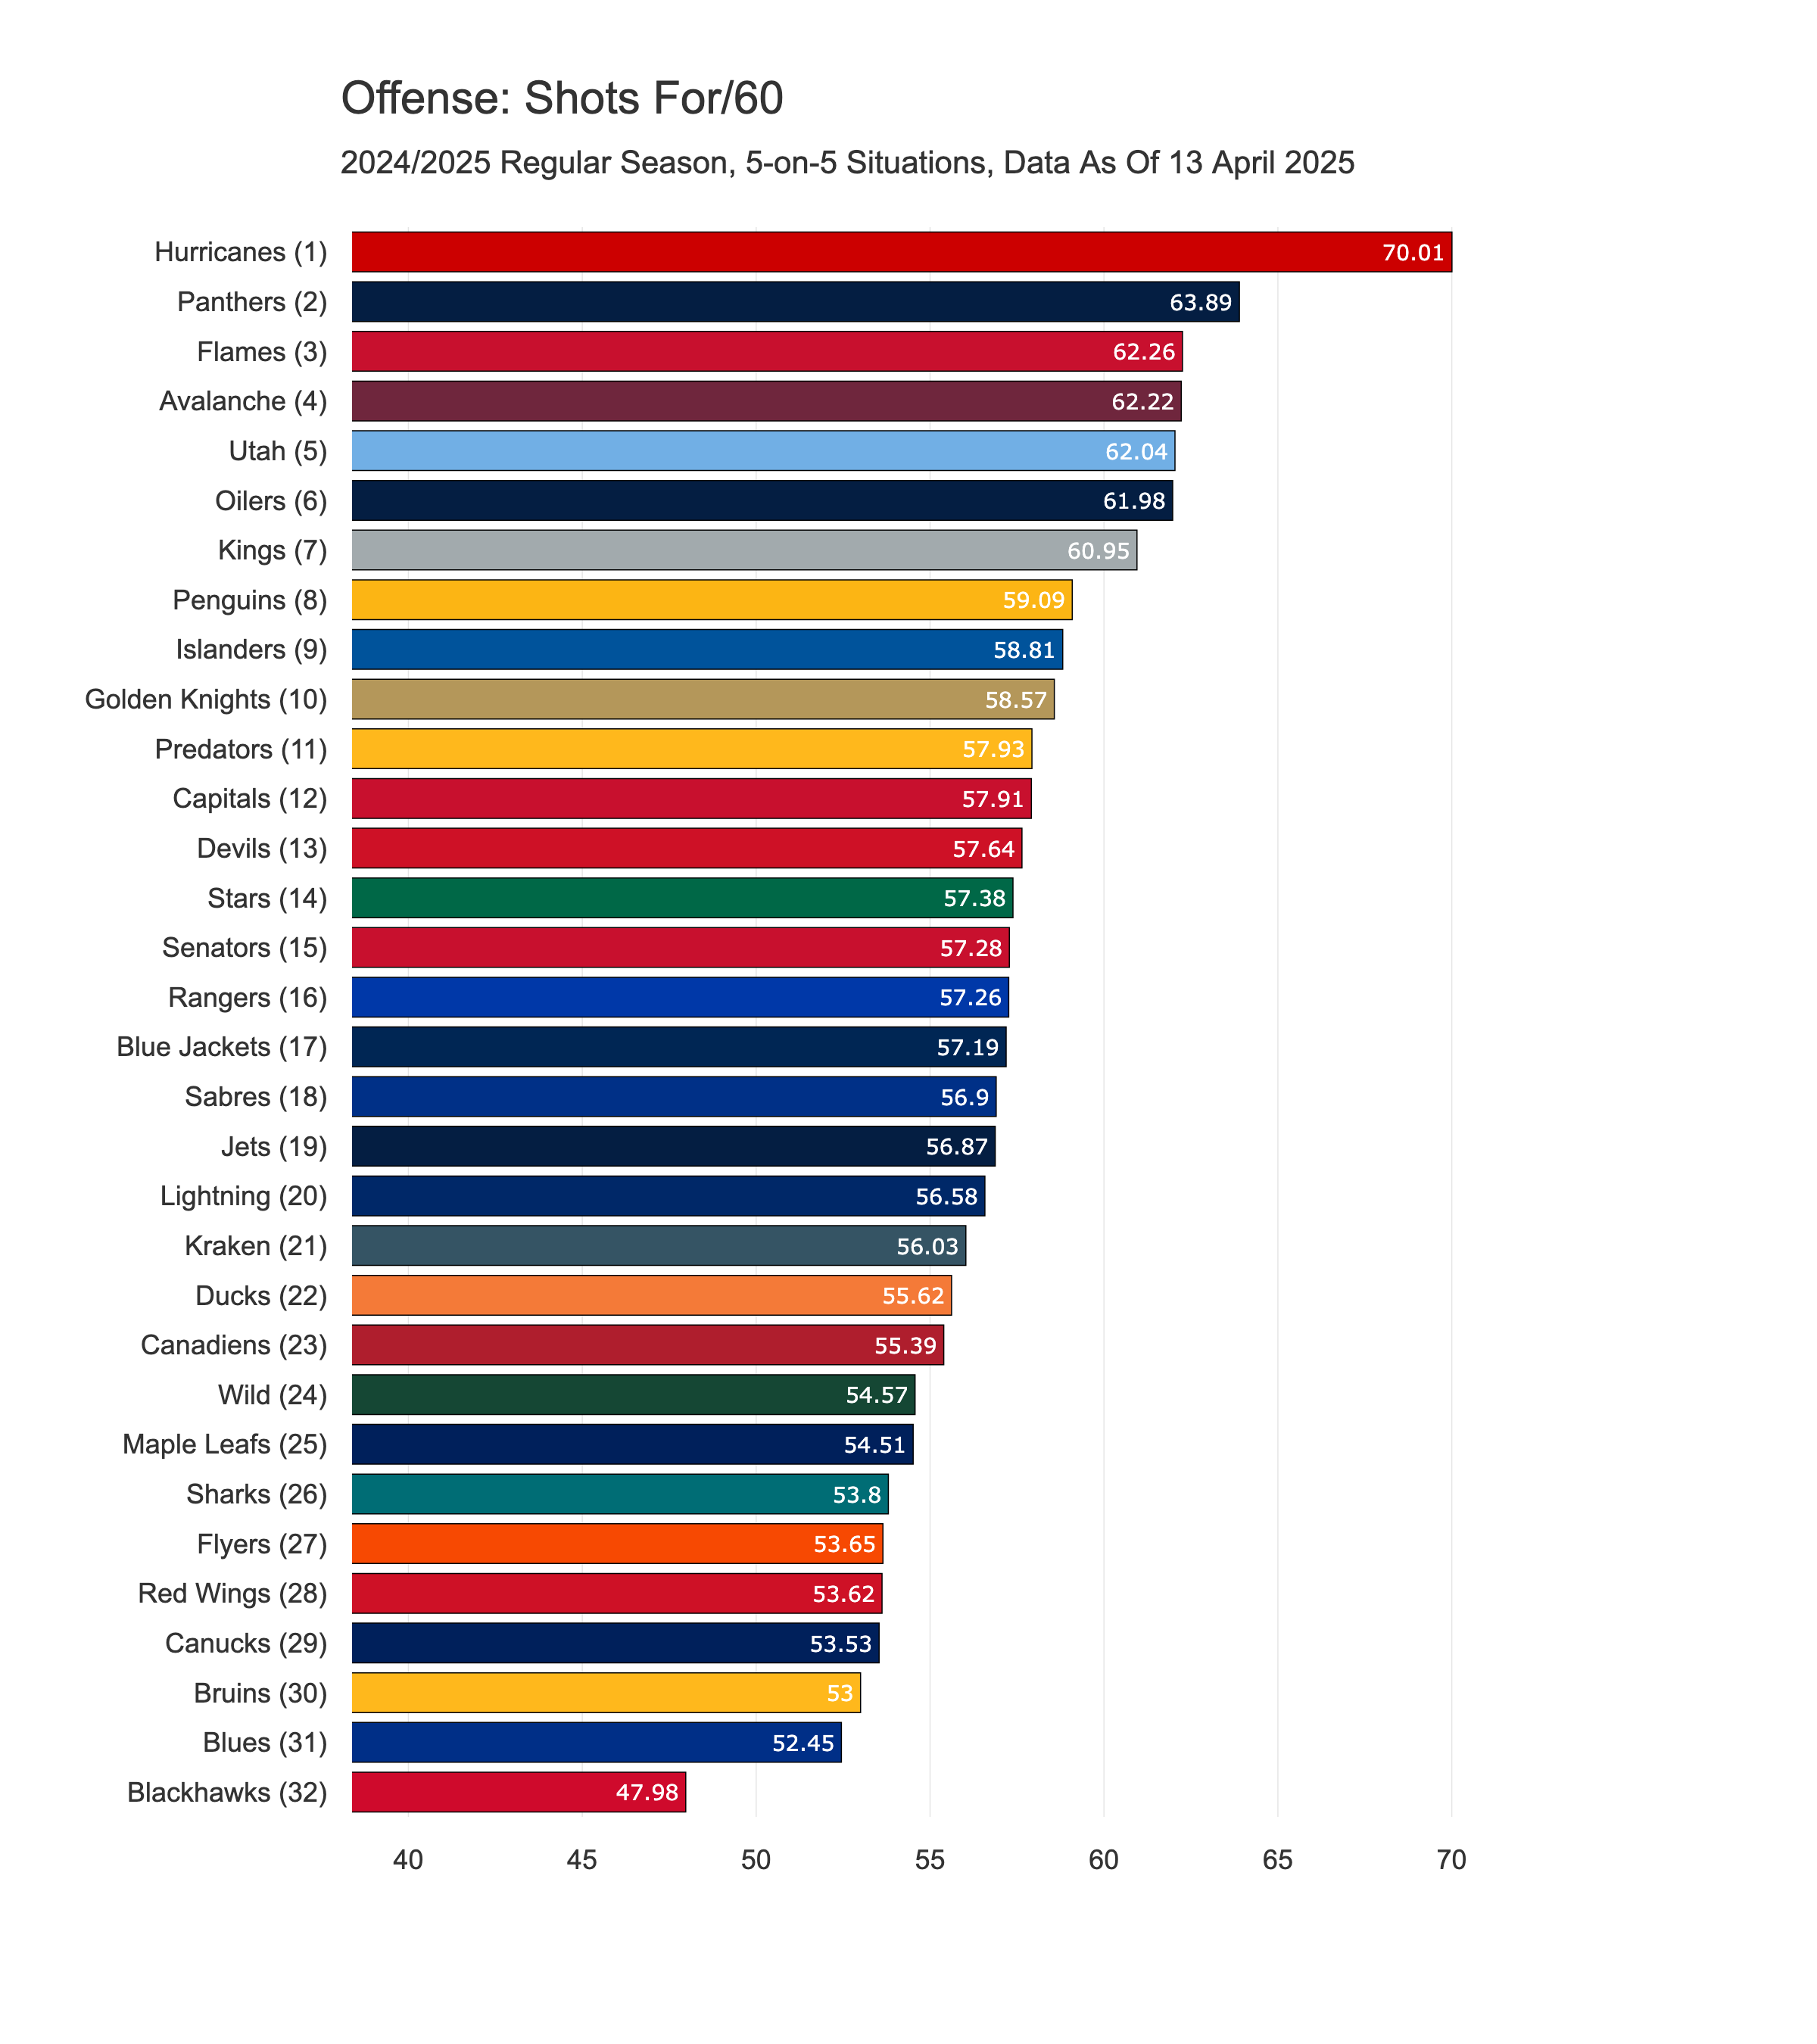 Offense: Shots For/60
2024/2025 Regular Season, 5-on-5 Situations, Data As Of 13 April 2025
Hurricanes (1) 70.01
Panthers (2) 63.89
Flames (3) 62.26
Avalanche (4) 62.22
Utah (5) 62.04
Oilers (6) 61.98
Kings (7) 60.95
Penguins (8) 59.09
Islanders (9) 58.81
Golden Knights (10) 58.57
Predators (11) 57.93
Capitals (12) 57.91
Devils (13) 57.64
Stars (14) 57.38
Senators (15) 57.28
Rangers (16) 57.26
Blue Jackets (17) 57.19
Sabres (18) 56.9
Jets (19) 56.87
Lightning (20) 56.58
Kraken (21) 56.03
Ducks (22) 55.62
Canadiens (23) 55.39
Wild (24) 54.57
Maple Leafs (25) 54.51
Sharks (26) 53.8
Flyers (27) 53.65
Red Wings (28) 53.62
Canucks (29) 53.53
Bruins (30) 53
Blues (31) 52.45
Blackhawks (32) 47.98
40 45 50 55 60 65 70